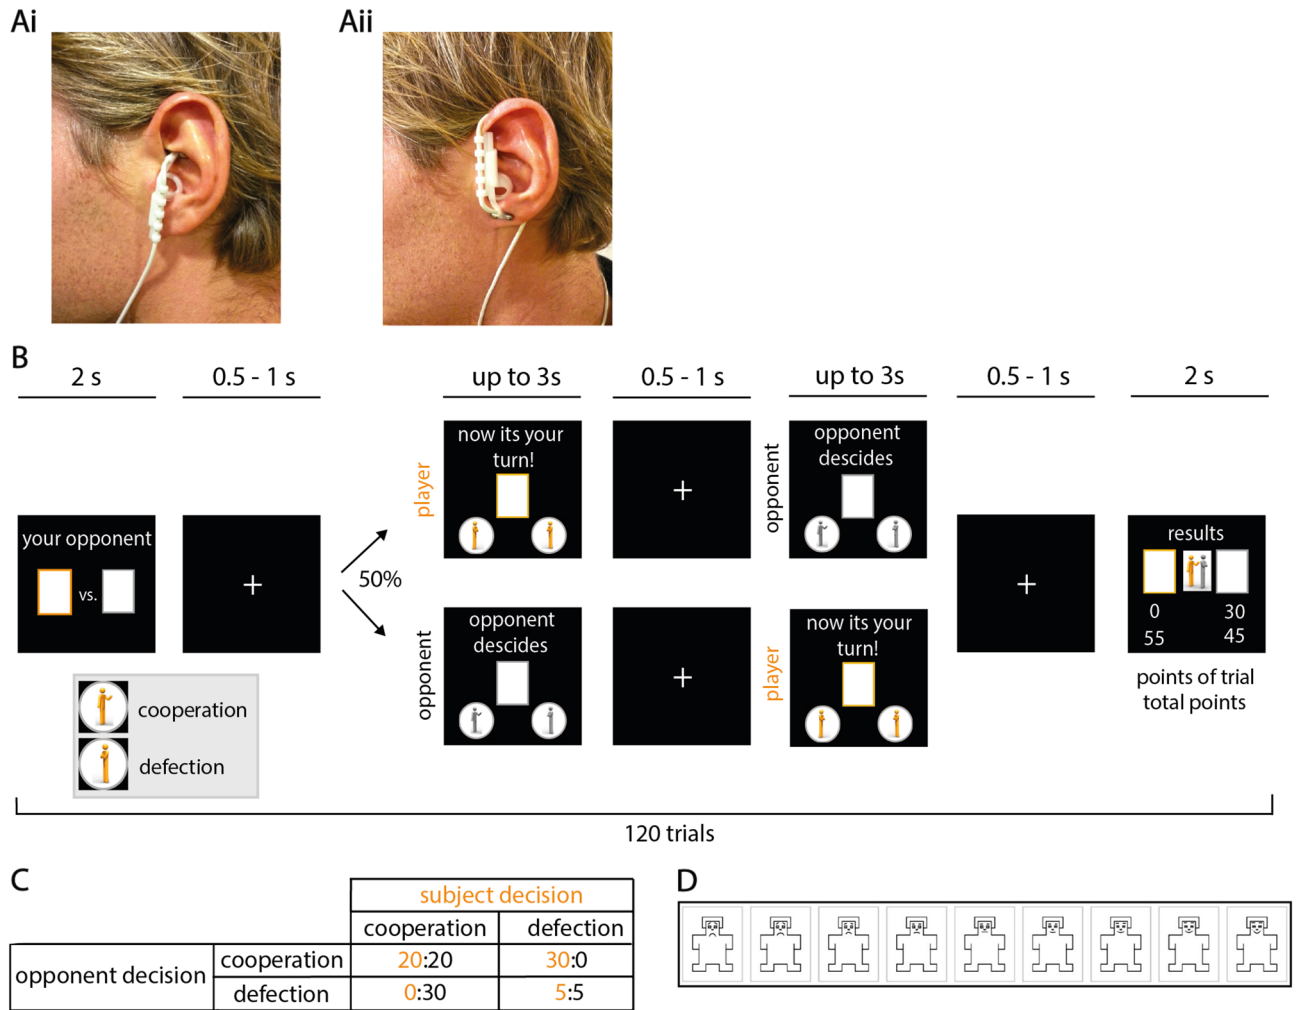 Ai
Aii
B
2 s
0.5 - 1 s
up to 3s
0.5 - 1 s
up to 3s
0.5 - 1 s
2 s
your opponent
vs.
+
50%
player
now its your
turn!
+
opponent
opponent
descides
opponent
opponent
descides
+
player
now its your
turn!
+
results
0 30
55 45
points of trial
total points
cooperation
defection
120 trials
C
subject decision
cooperation defection
opponent decision
cooperation 20:20 30:0
defection 0:30 5:5
D